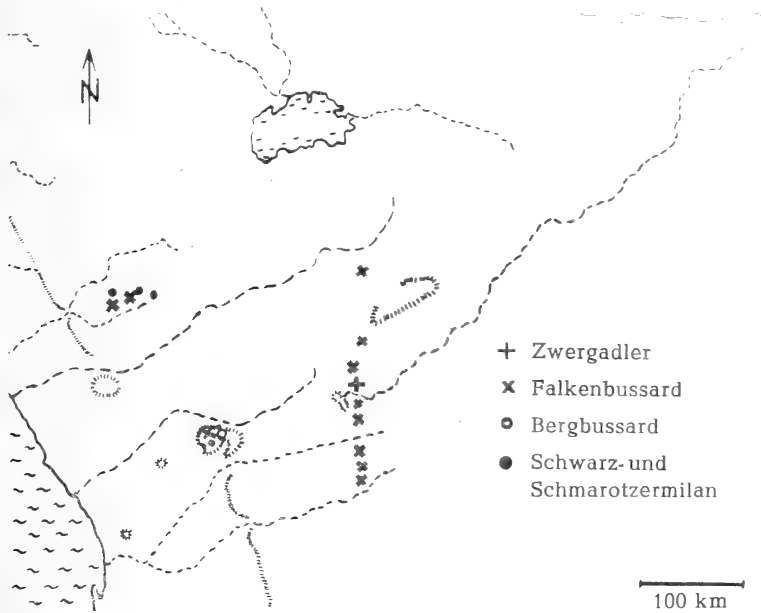 N
+ Zwergadler
x Falkenbussard
o Bergbussard
● Schwarz- und
Schmarotzermilan
100 km